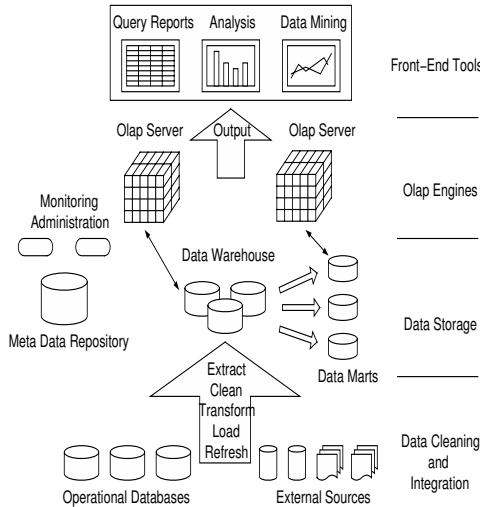 Query Reports
Analysis
Data Mining
Front-End Tools
Olap Server
Output
Olap Server
Olap Engines
Monitoring
Administration
Data Warehouse
Meta Data Repository
Data Marts
Data Storage
Extract
Clean
Transform
Load
Refresh
Operational Databases
External Sources
Data Cleaning
and
Integration